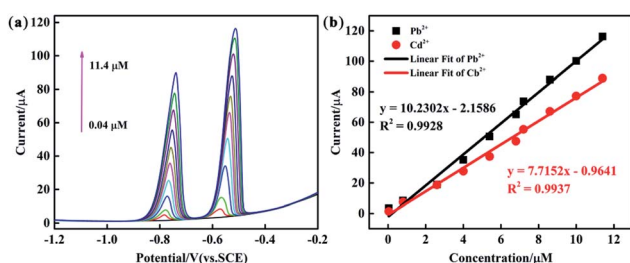 (a)
120
100
80
60
40
20
0
Current/μA
11.4 μM
0.04 μM
-1.2
-1.0
-0.8
-0.6
-0.4
-0.2
Potential/V(vs.SCE)
(b)
120
100
80
60
40
20
0
Current/μA
Pb²⁺
Cd²⁺
Linear Fit of Pb²⁺
Linear Fit of Cb²⁺
y = 10.2302x - 2.1586
R² = 0.9928
y = 7.7152x - 0.9641
R² = 0.9937
0
2
4
6
8
10
12
Concentration/μM